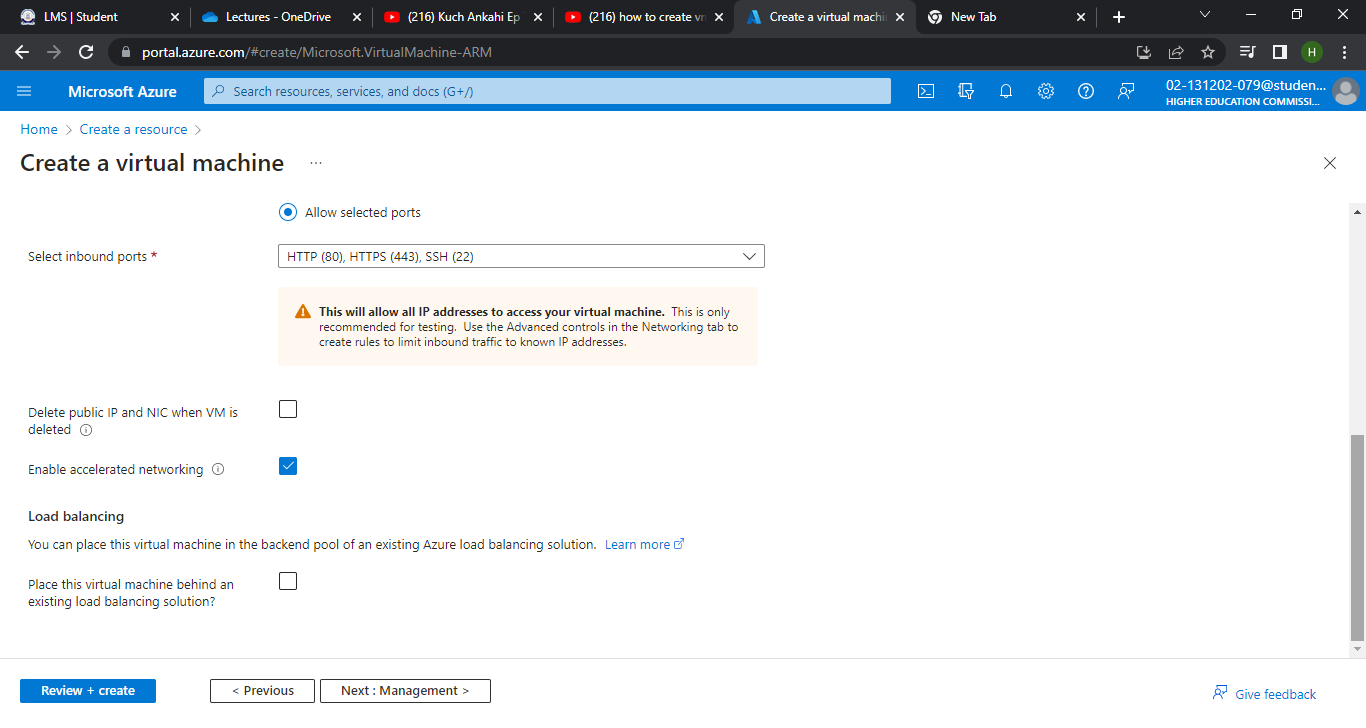 LMS | Student
Lectures - OneDrive
(216) Kuch Ankahi Ep
(216) how to create vn
Create a virtual machin
New Tab
portal.azure.com/#create/Microsoft.VirtualMachine-ARM
H
Microsoft Azure
Search resources, services, and docs (G+/)
02-131202-079@studen...
HIGHER EDUCATION COMMISSI...
Home > Create a resource >
Create a virtual machine ...
Allow selected ports
Select inbound ports *
HTTP (80), HTTPS (443), SSH (22)
This will allow all IP addresses to access your virtual machine. This is only
recommended for testing. Use the Advanced controls in the Networking tab to
create rules to limit inbound traffic to known IP addresses.
Delete public IP and NIC when VM is
deleted
Enable accelerated networking
Load balancing
You can place this virtual machine in the backend pool of an existing Azure load balancing solution. Learn more
Place this virtual machine behind an
existing load balancing solution?
Review + create
< Previous
Next : Management >
Give feedback